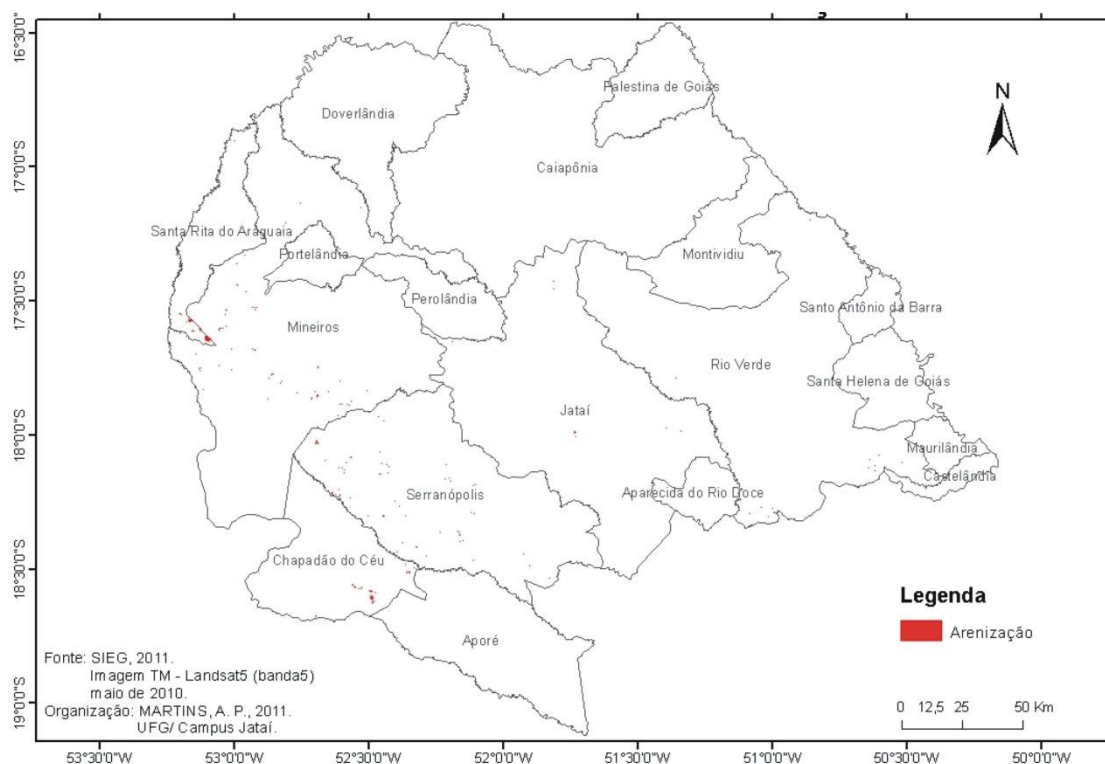 16°30'0"S
17°0'0"S
17°30'0"S
18°0'0"S
18°30'0"S
19°0'0"S
N
Palestina de Goiás
Doverlândia
Caiapônia
Santa Rita do Araguaia
Portelândia
Montividiu
Perolândia
Santo Antônio da Barra
Mineiros
Rio Verde
Santa Helena de Goiás
Jataí
Maurilândia
Castelândia
Serranópolis
Aparecida do Rio Doce
Chapadão do Céu
Aporé
Legenda
Arenização
0 12,5 25 50 Km
Fonte: SIEG, 2011.
Imagem TM - Landsat5 (banda5)
maio de 2010.
Organização: MARTINS, A. P., 2011.
UFG/ Campus Jataí.
53°30'0"W 53°0'0"W 52°30'0"W 52°0'0"W 51°30'0"W 51°0'0"W 50°30'0"W 50°0'0"W